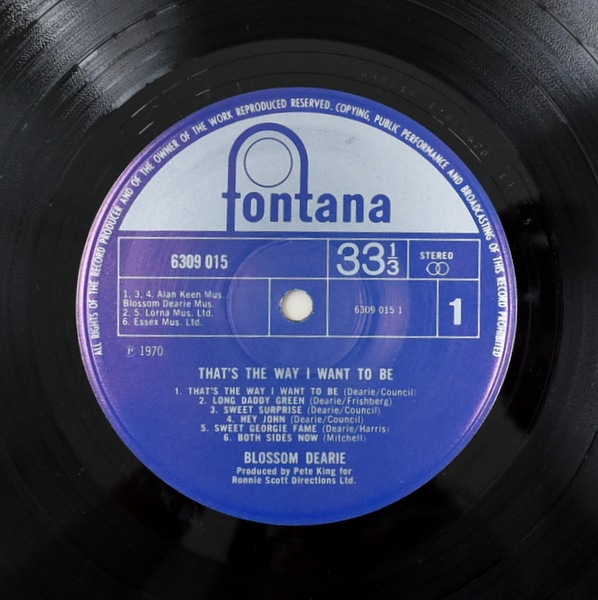 ALL RIGHTS OF THE RECORD PRODUCER AND OF THE OWNER OF THE WORK REPRODUCED RESERVED. COPYING, PUBLIC PERFORMANCE AND BROADCASTING OF THIS RECORD PROHIBITED
fontana
6309 015
33 1/3
STEREO
1, 3, 4. Alan Keen Mus.
Blossom Dearie Mus.
2, 5. Lorna Mus. Ltd.
6. Essex Mus. Ltd.
6309 015 1
1
℗ 1970
THAT'S THE WAY I WANT TO BE
1. THAT'S THE WAY I WANT TO BE (Dearie/Council)
2. LONG DADDY GREEN (Dearie/Frishberg)
3. SWEET SURPRISE (Dearie/Council)
4. HEY JOHN (Dearie/Council)
5. SWEET GEORGIE FAME (Dearie/Harris)
6. BOTH SIDES NOW (Mitchell)
BLOSSOM DEARIE
Produced by Pete King for
Ronnie Scott Directions Ltd.